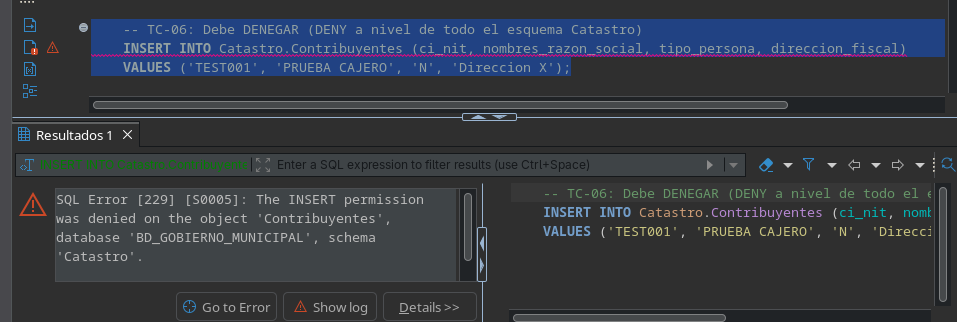 -- TC-06: Debe DENEGAR (DENY a nivel de todo el esquema Catastro)
INSERT INTO Catastro.Contribuyentes (ci_nit, nombres_razon_social, tipo_persona, direccion_fiscal)
VALUES ('TEST001', 'PRUEBA CAJERO', 'N', 'Direccion X');
Resultados 1
INSERT INTO Catastro.Contribuyente
Enter a SQL expression to filter results (use Ctrl+Space)
SQL Error [229] [S0005]: The INSERT permission
was denied on the object 'Contribuyentes',
database 'BD_GOBIERNO_MUNICIPAL', schema
'Catastro'.
Go to Error
Show log
Details >>
-- TC-06: Debe DENEGAR (DENY a nivel de todo el e
INSERT INTO Catastro.Contribuyentes (ci_nit, nomb
VALUES ('TEST001', 'PRUEBA CAJERO', 'N', 'Direcci